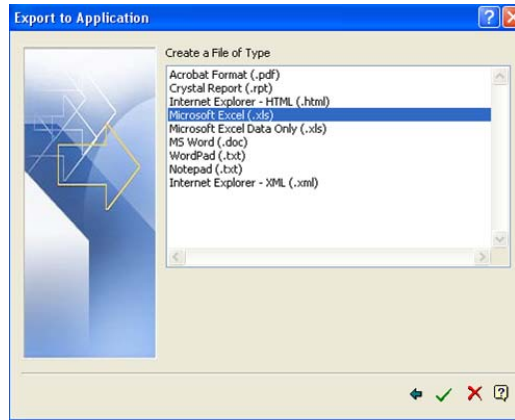 Export to Application
Create a File of Type
Acrobat Format (.pdf)
Crystal Report (.rpt)
Internet Explorer - HTML (.html)
Microsoft Excel (.xls)
Microsoft Excel Data Only (.xls)
MS Word (.doc)
WordPad (.txt)
Notepad (.txt)
Internet Explorer - XML (.xml)